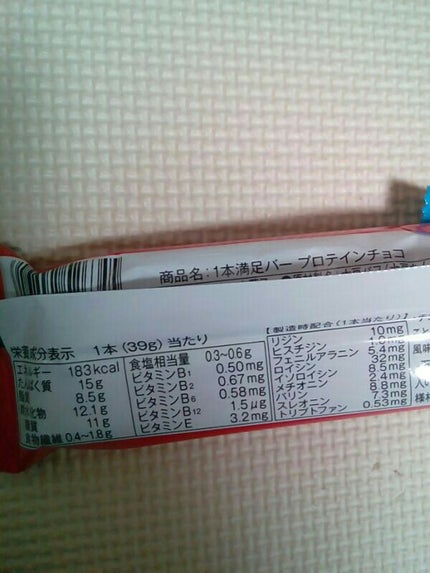 商品名:1本満足バー プロテインチョコ
栄養成分表示 1本(39g)当たり
エネルギー 183kcal
たんぱく質 15g
脂質 8.5g
炭水化物 12.1g
糖質 11g
食物繊維 0.4~1.8g
食塩相当量 0.3~0.6g
ビタミンB1 0.50mg
ビタミンB2 0.67mg
ビタミンB6 0.58mg
ビタミンB12 1.5μg
ビタミンE 3.2mg
【製造時配合(1本当たり)】
リジン 10mg
ヒスチジン
フェニルアラニン 5.4mg
ロイシン 32mg
イソロイシン 8.5mg
メチオニン 2.4mg
バリン 8.8mg
スレオニン 7.3mg
トリプトファン 0.53mg
風味